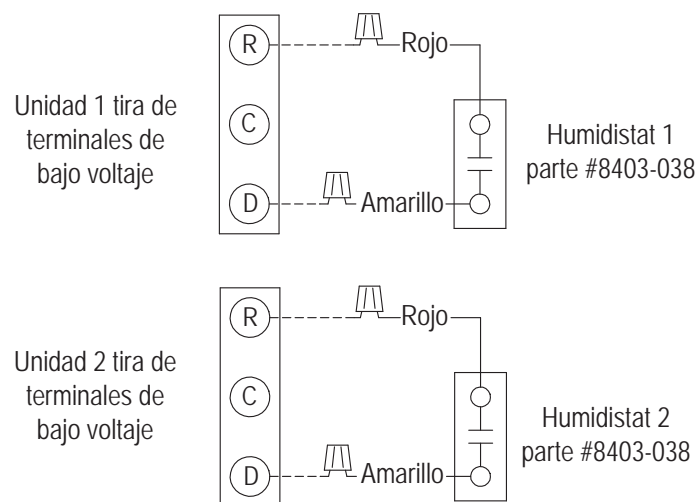 R
Rojo
Unidad 1 tira de
terminales de
bajo voltaje
C
Humidistat 1
parte #8403-038
D
Amarillo
R
Rojo
Unidad 2 tira de
terminales de
bajo voltaje
C
Humidistat 2
parte #8403-038
D
Amarillo